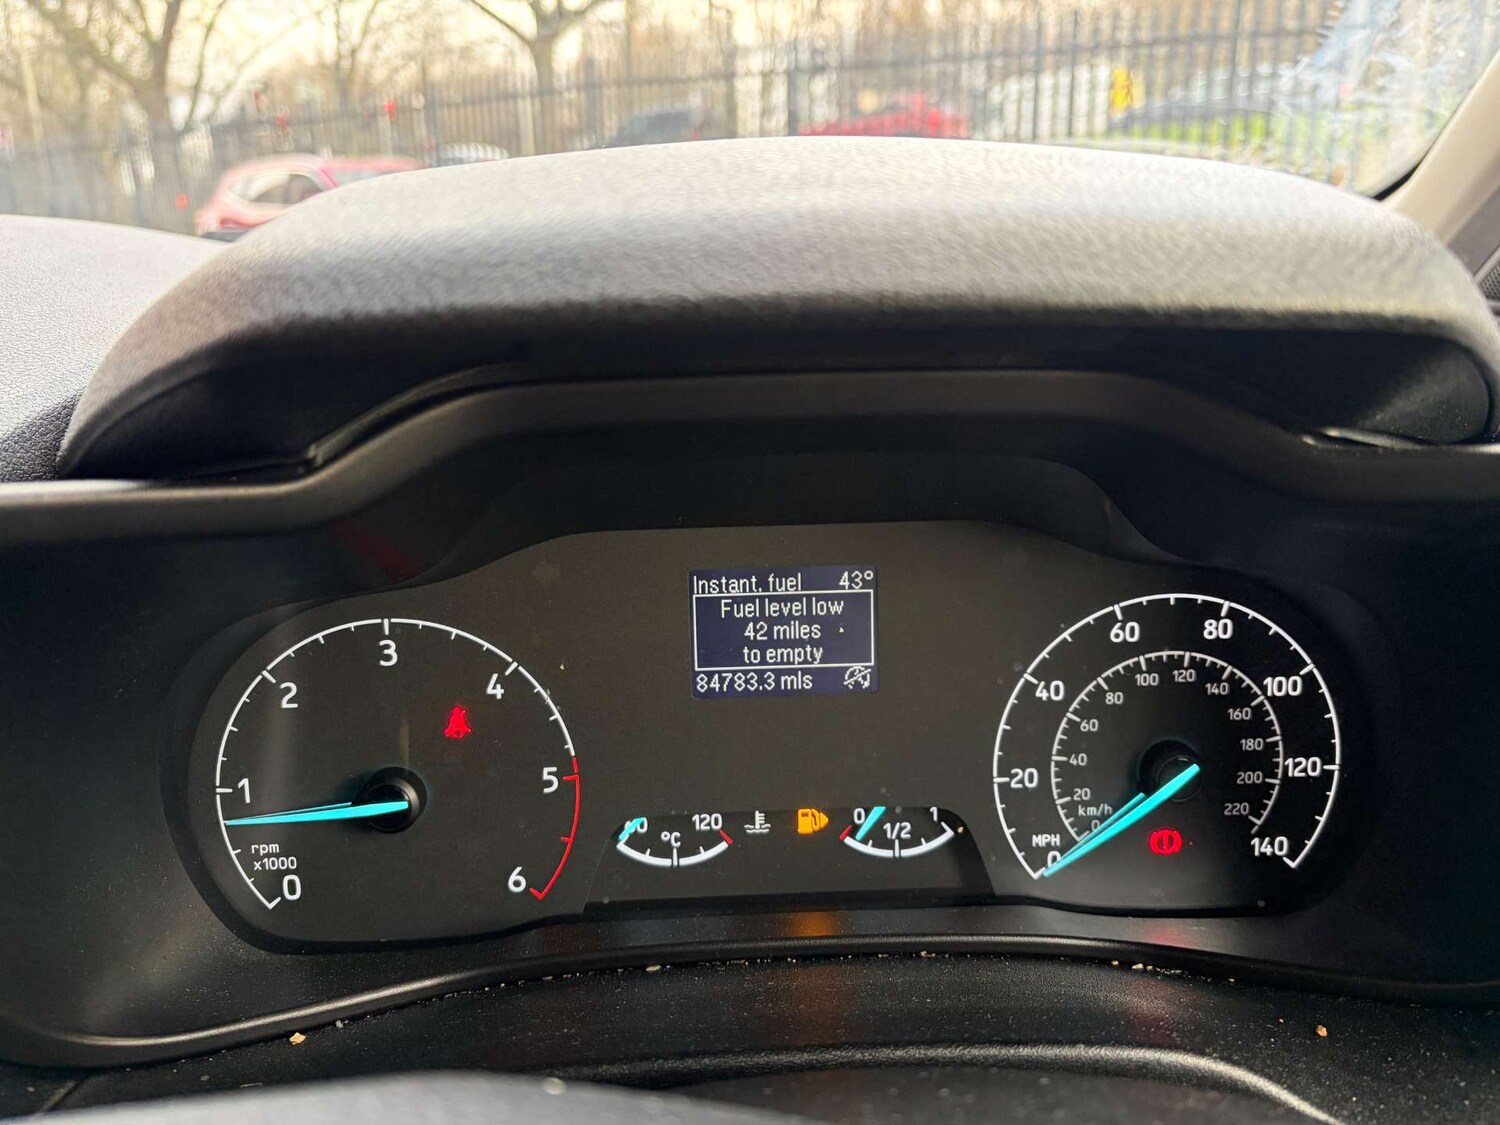 Instant. fuel 43°
Fuel level low
42 miles
to empty
84783.3 mls
0 1 2 3 4 5 6
rpm
x1000
120
°C
0 1/2 1
0 20 40 60 80 100 120 140
MPH
0 20 40 60 80 100 120 140 160 180 200 220
km/h